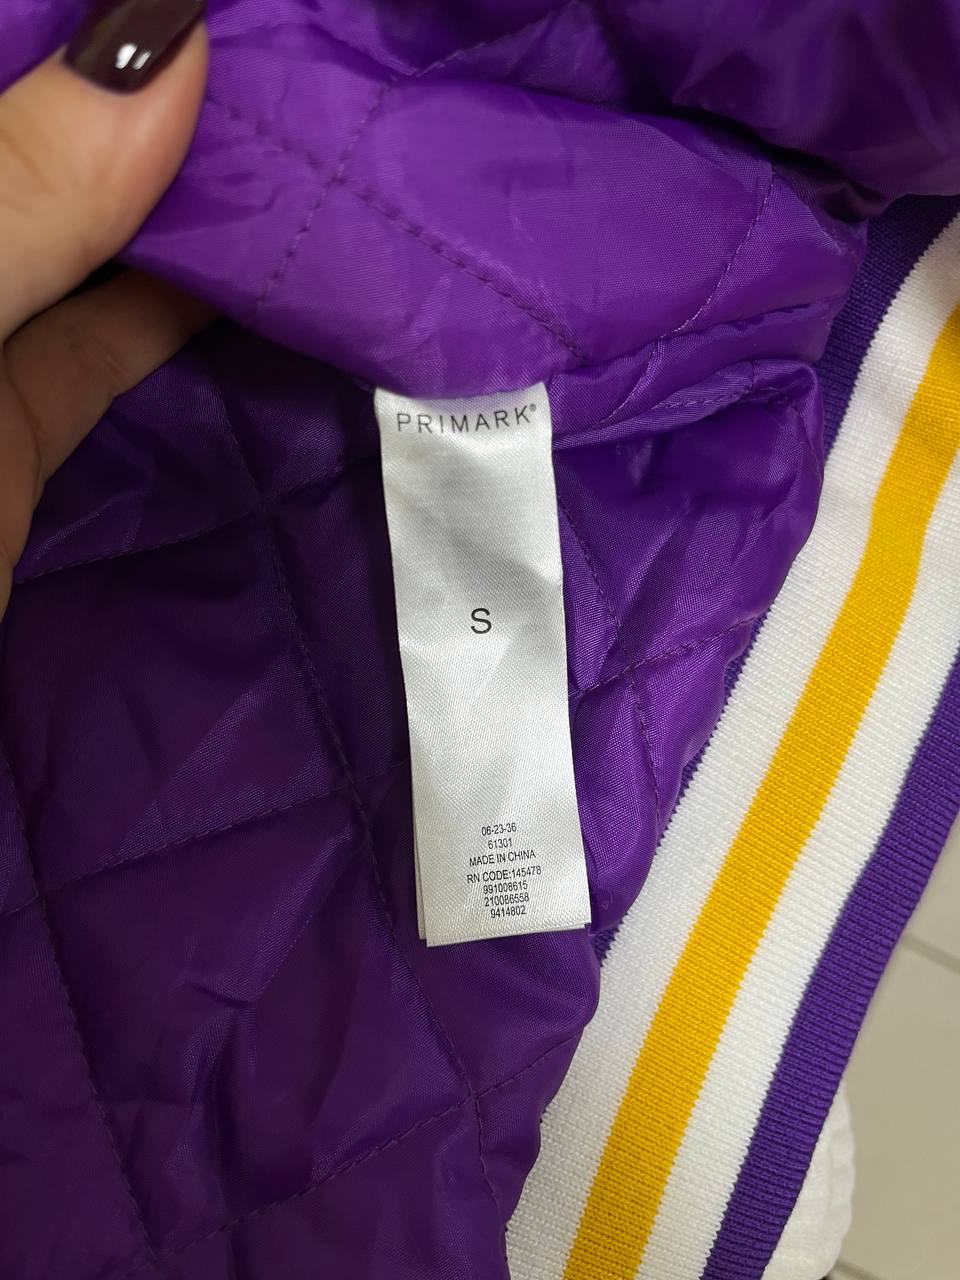 PRIMARK®
S
06-23-36
61301
MADE IN CHINA
RN CODE:145478
991008615
210086558
9414802